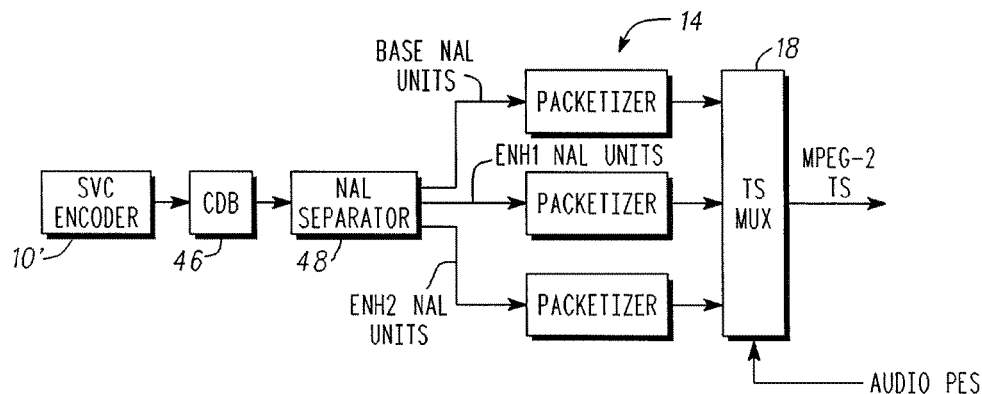 14
BASE NAL
UNITS
PACKETIZER
18
ENH1 NAL UNITS
MPEG-2
TS
SVC
ENCODER
CDB
NAL
SEPARATOR
PACKETIZER
TS
MUX
10'
46
48
ENH2 NAL
UNITS
PACKETIZER
AUDIO PES